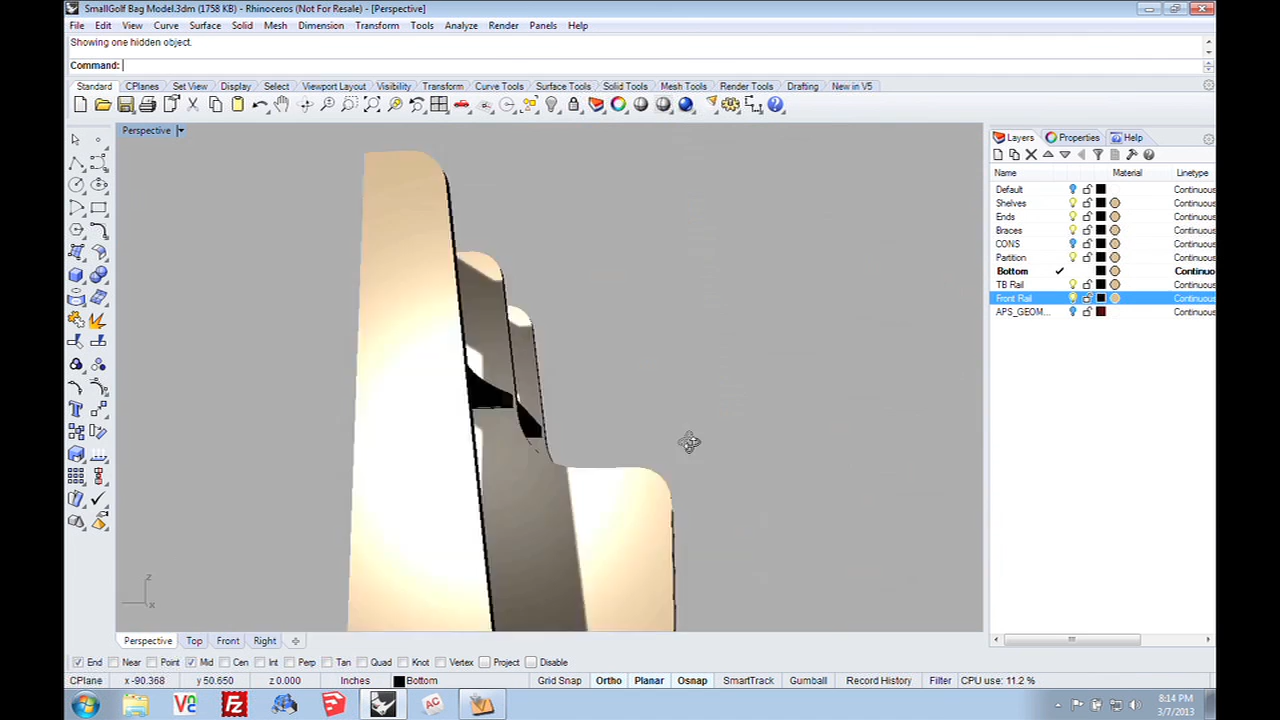 SmallGolf Bag Model.3dm (1758 KB) - Rhinoceros (Not For Resale) - [Perspective]
File Edit View Curve Surface Solid Mesh Dimension Transform Tools Analyze Render Panels Help
Showing one hidden object.
Command:
Standard CPlanes Set View Display Select Viewport Layout Visibility Transform Curve Tools Surface Tools Solid Tools Mesh Tools Render Tools Drafting New in V5
Perspective
Layers Properties Help
Name Material Linetype
Default Continuous
Shelves Continuous
Ends Continuous
Braces Continuous
CONS Continuous
Partition Continuous
Bottom Continuo
TB Rail Continuous
Front Rail Continuous
APS_GEOM... Continuous
z
x
Perspective Top Front Right
End Near Point Mid Cen Int Perp Tan Quad Knot Vertex Project Disable
CPlane x -90.368 y 50.650 z 0.000 Inches Bottom Grid Snap Ortho Planar Osnap SmartTrack Gumball Record History Filter CPU use: 11.2 %
8:14 PM
3/7/2013